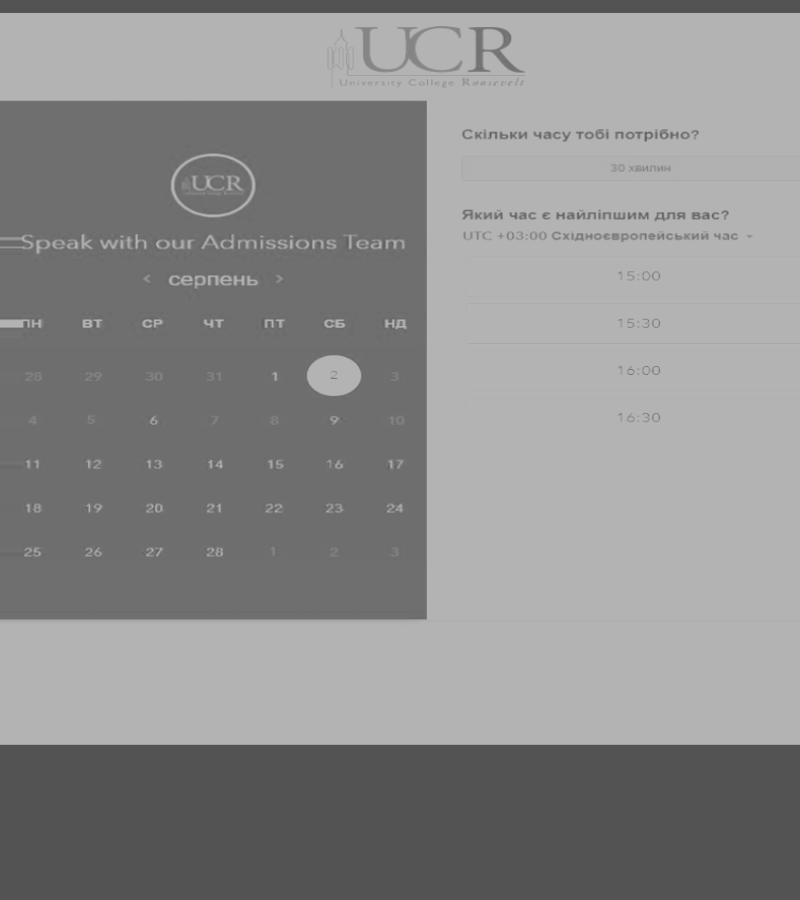 UCR
University College Roosevelt
UCR
Speak with our Admissions Team
< серпень >
ПН ВТ СР ЧТ ПТ СБ НД
28 29 30 31 1 2 3
4 5 6 7 8 9 10
11 12 13 14 15 16 17
18 19 20 21 22 23 24
25 26 27 28 1 2 3
Скільки часу тобі потрібно?
30 хвилин
Який час є найліпшим для вас?
UTC +03:00 Східноєвропейський час
15:00
15:30
16:00
16:30